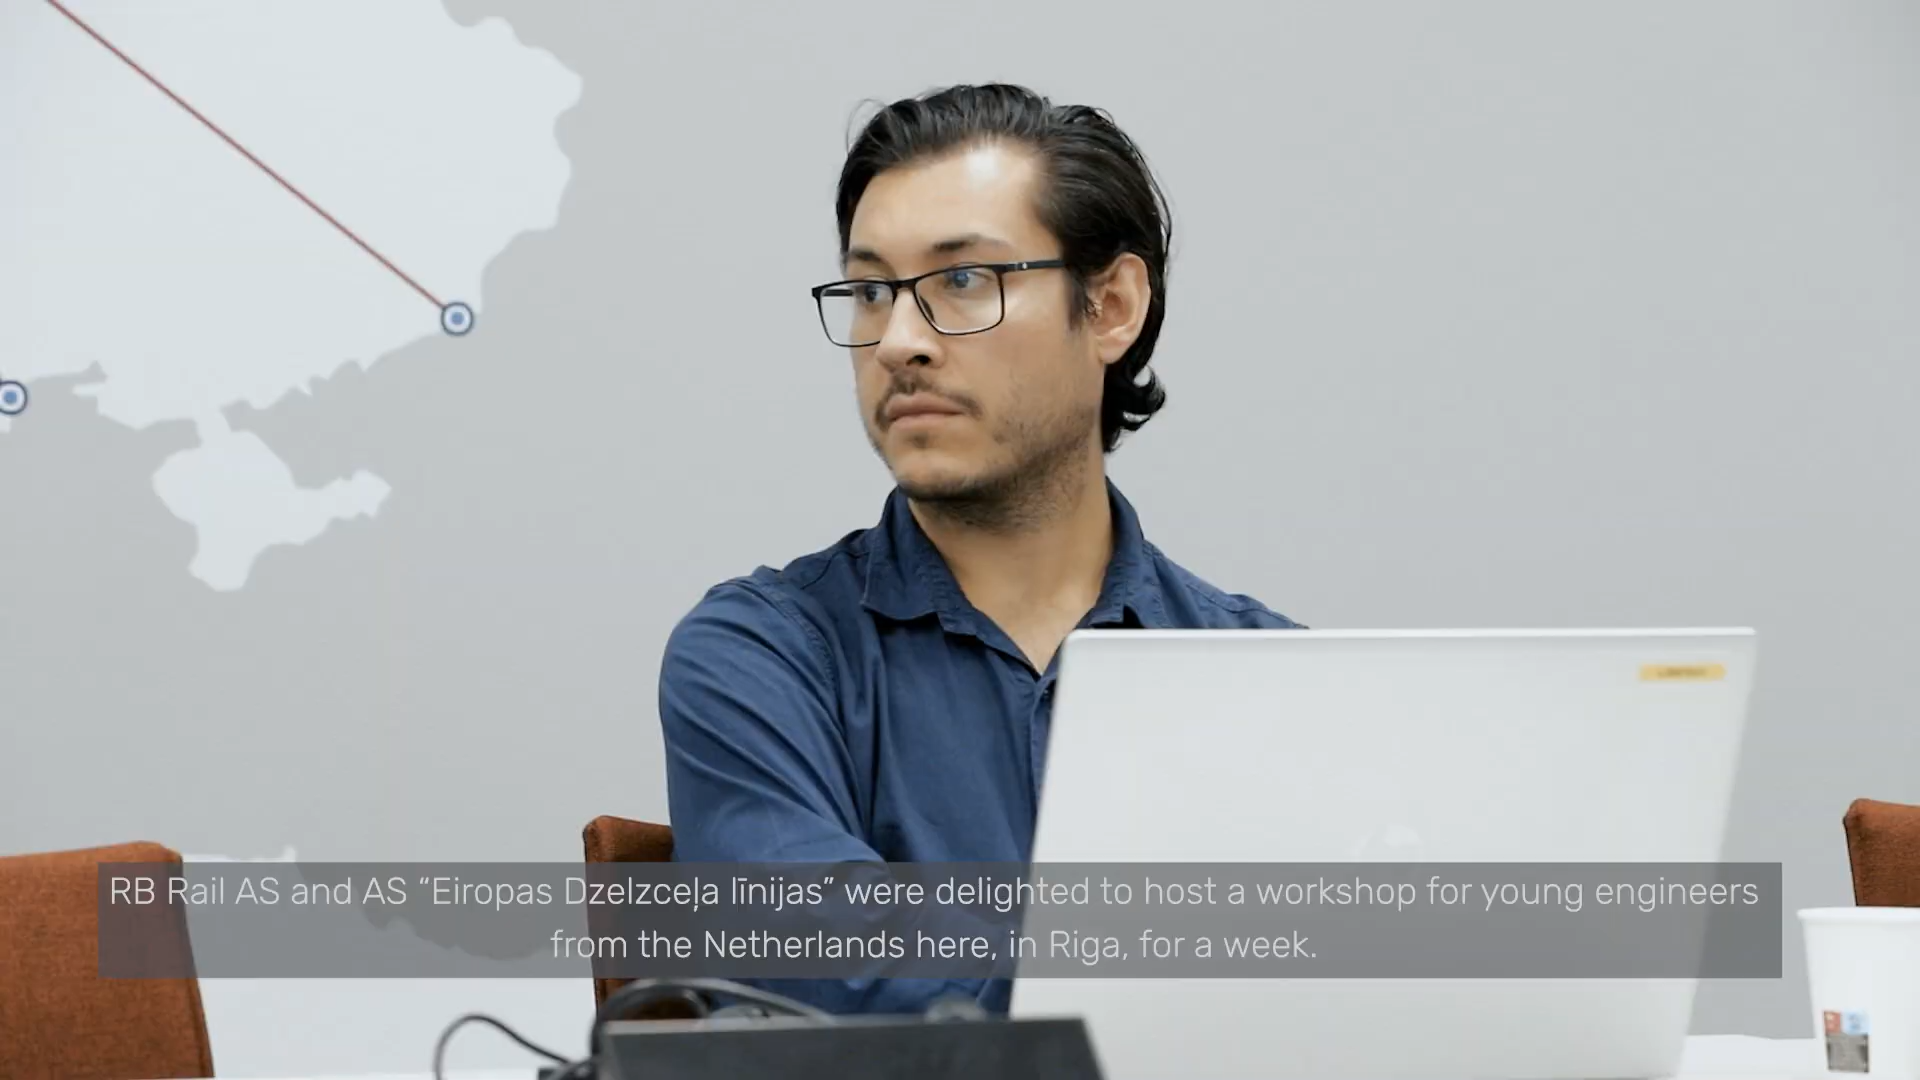 RB Rail AS and AS “Eiropas Dzelzceļa līnijas” were delighted to host a workshop for young engineers
from the Netherlands here, in Riga, for a week.